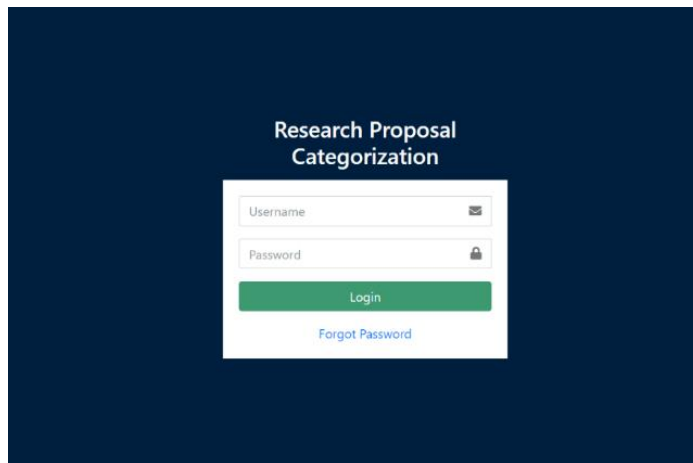 Research Proposal
Categorization
Username
Password
Login
Forgot Password